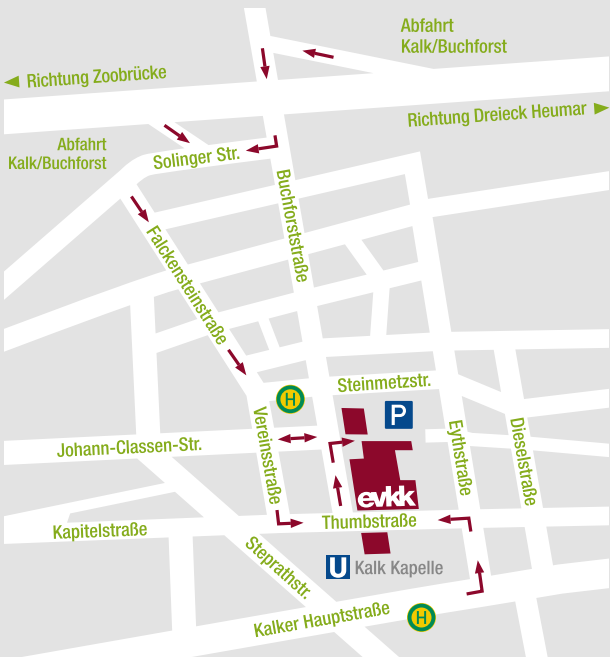 Abfahrt
Kalk/Buchforst
Richtung Zoobrücke
Richtung Dreieck Heumar
Abfahrt
Kalk/Buchforst
Solinger Str.
Buchforststraße
Falckensteinstraße
Steinmetzstr.
H
P
Vereinsstraße
Johann-Classen-Str.
Eythstraße
Dieselstraße
evkk
Kapitelstraße
Thumbstraße
U Kalk Kapelle
Steprathstr.
Kalker Hauptstraße
H